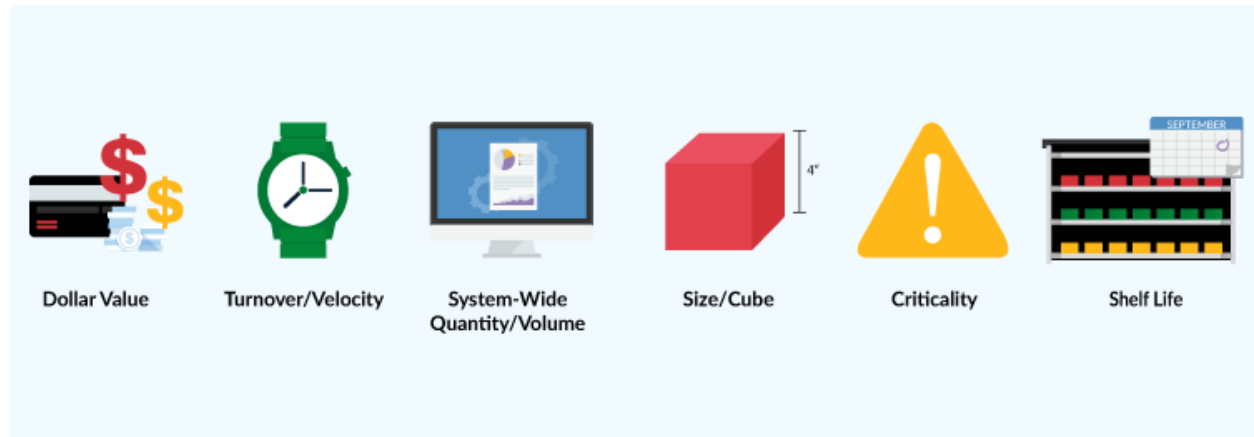 $
$
$
SEPTEMBER
4"
Dollar Value
Turnover/Velocity
System-Wide
Quantity/Volume
Size/Cube
Criticality
Shelf Life